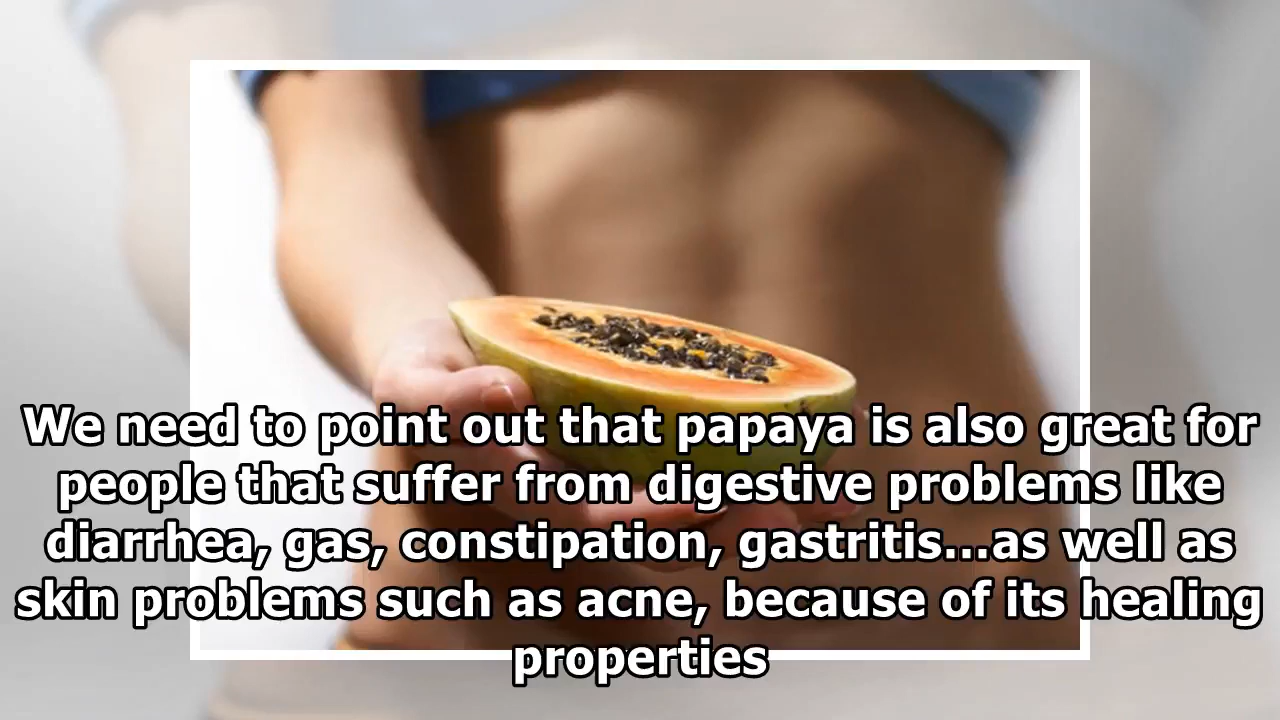 We need to point out that papaya is also great for
people that suffer from digestive problems like
diarrhea, gas, constipation, gastritis...as well as
skin problems such as acne, because of its healing
properties